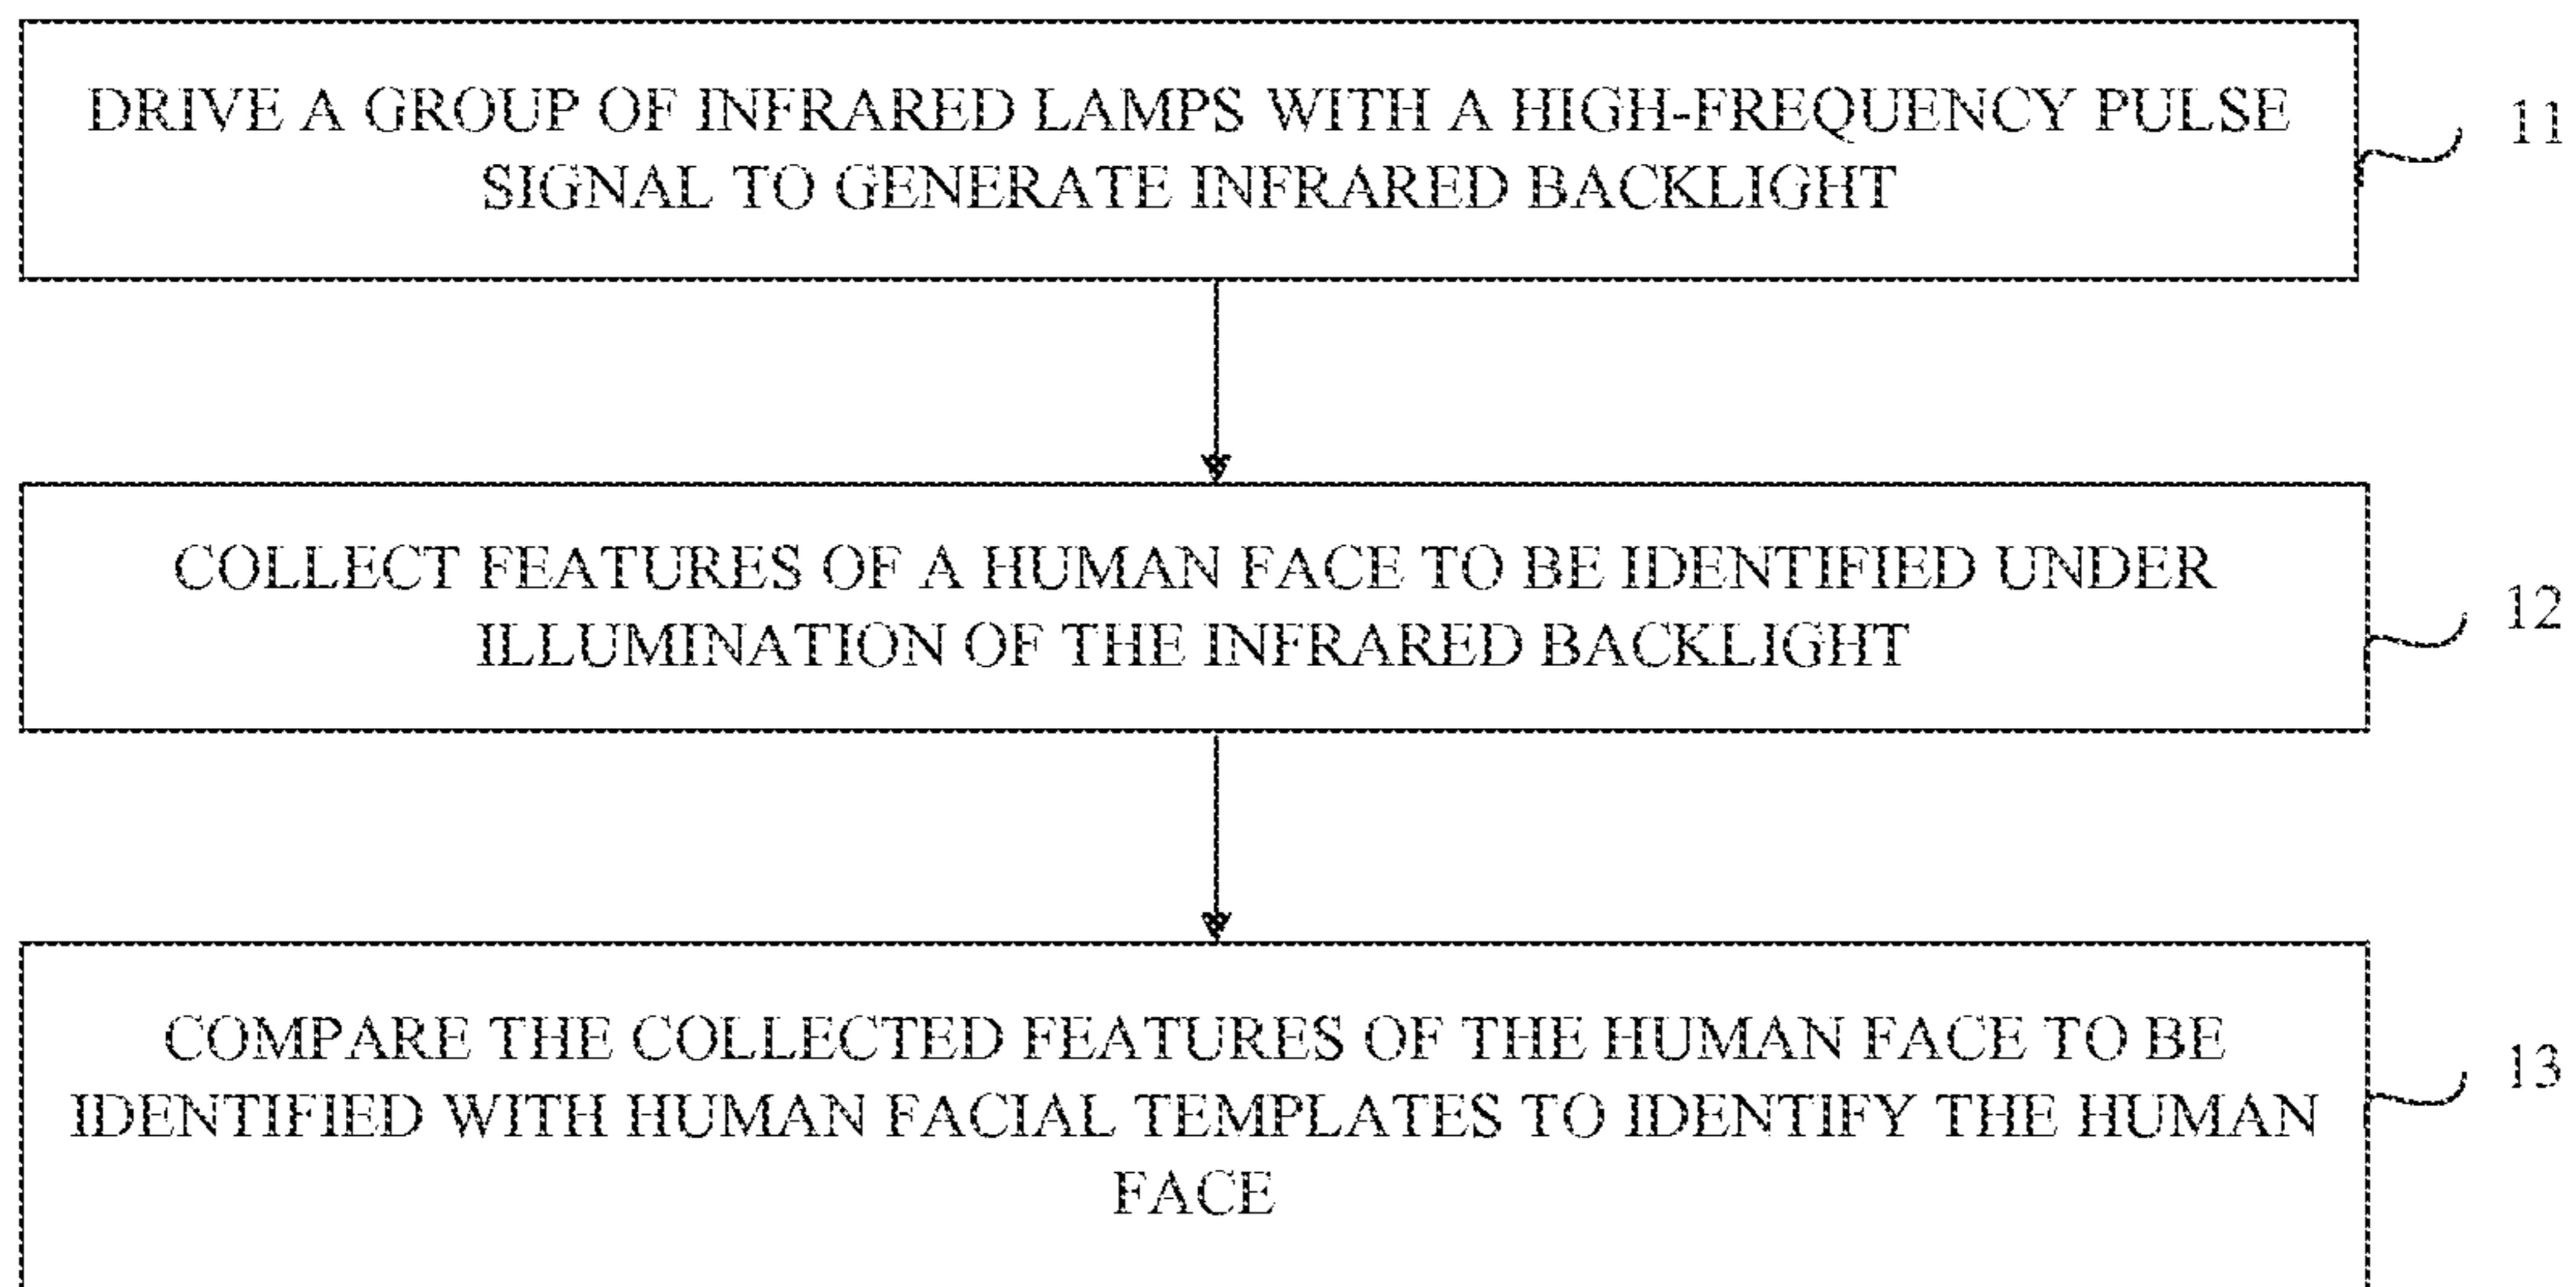 DRIVE A GROUP OF INFRARED LAMPS WITH A HIGH-FREQUENCY PULSE
SIGNAL TO GENERATE INFRARED BACKLIGHT
11
COLLECT FEATURES OF A HUMAN FACE TO BE IDENTIFIED UNDER
ILLUMINATION OF THE INFRARED BACKLIGHT
12
COMPARE THE COLLECTED FEATURES OF THE HUMAN FACE TO BE
IDENTIFIED WITH HUMAN FACIAL TEMPLATES TO IDENTIFY THE HUMAN
FACE
13